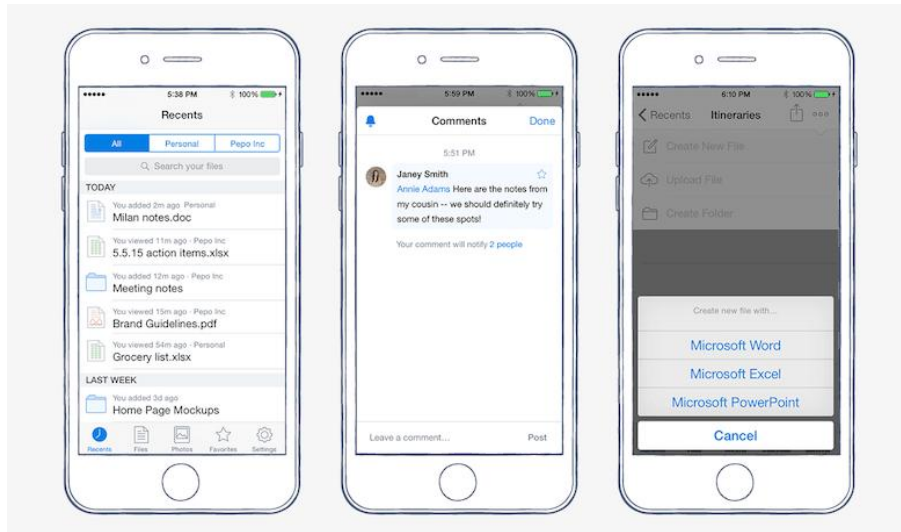 5:38 PM
100%
Recents
All
Personal
Pepo Inc
Search your files
TODAY
You added 2m ago · Personal
Milan notes.doc
You viewed 11m ago · Pepo Inc
5.5.15 action items.xlsx
You added 12m ago · Pepo Inc
Meeting notes
You viewed 15m ago · Pepo Inc
Brand Guidelines.pdf
You viewed 54m ago · Personal
Grocery list.xlsx
LAST WEEK
You added 3d ago
Home Page Mockups
Recents
Files
Photos
Favorites
Settings
5:59 PM
100%
Comments
Done
5:51 PM
Janey Smith
Annie Adams Here are the notes from
my cousin -- we should definitely try
some of these spots!
Your comment will notify 2 people
Leave a comment...
Post
6:10 PM
100%
Recents
Itineraries
Create New File
Upload File
Create Folder
Create new file with...
Microsoft Word
Microsoft Excel
Microsoft PowerPoint
Cancel